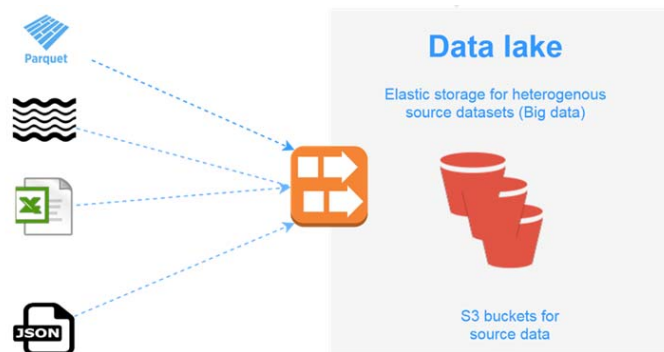 Parquet
JSON
Data lake
Elastic storage for heterogenous
source datasets (Big data)
S3 buckets for
source data